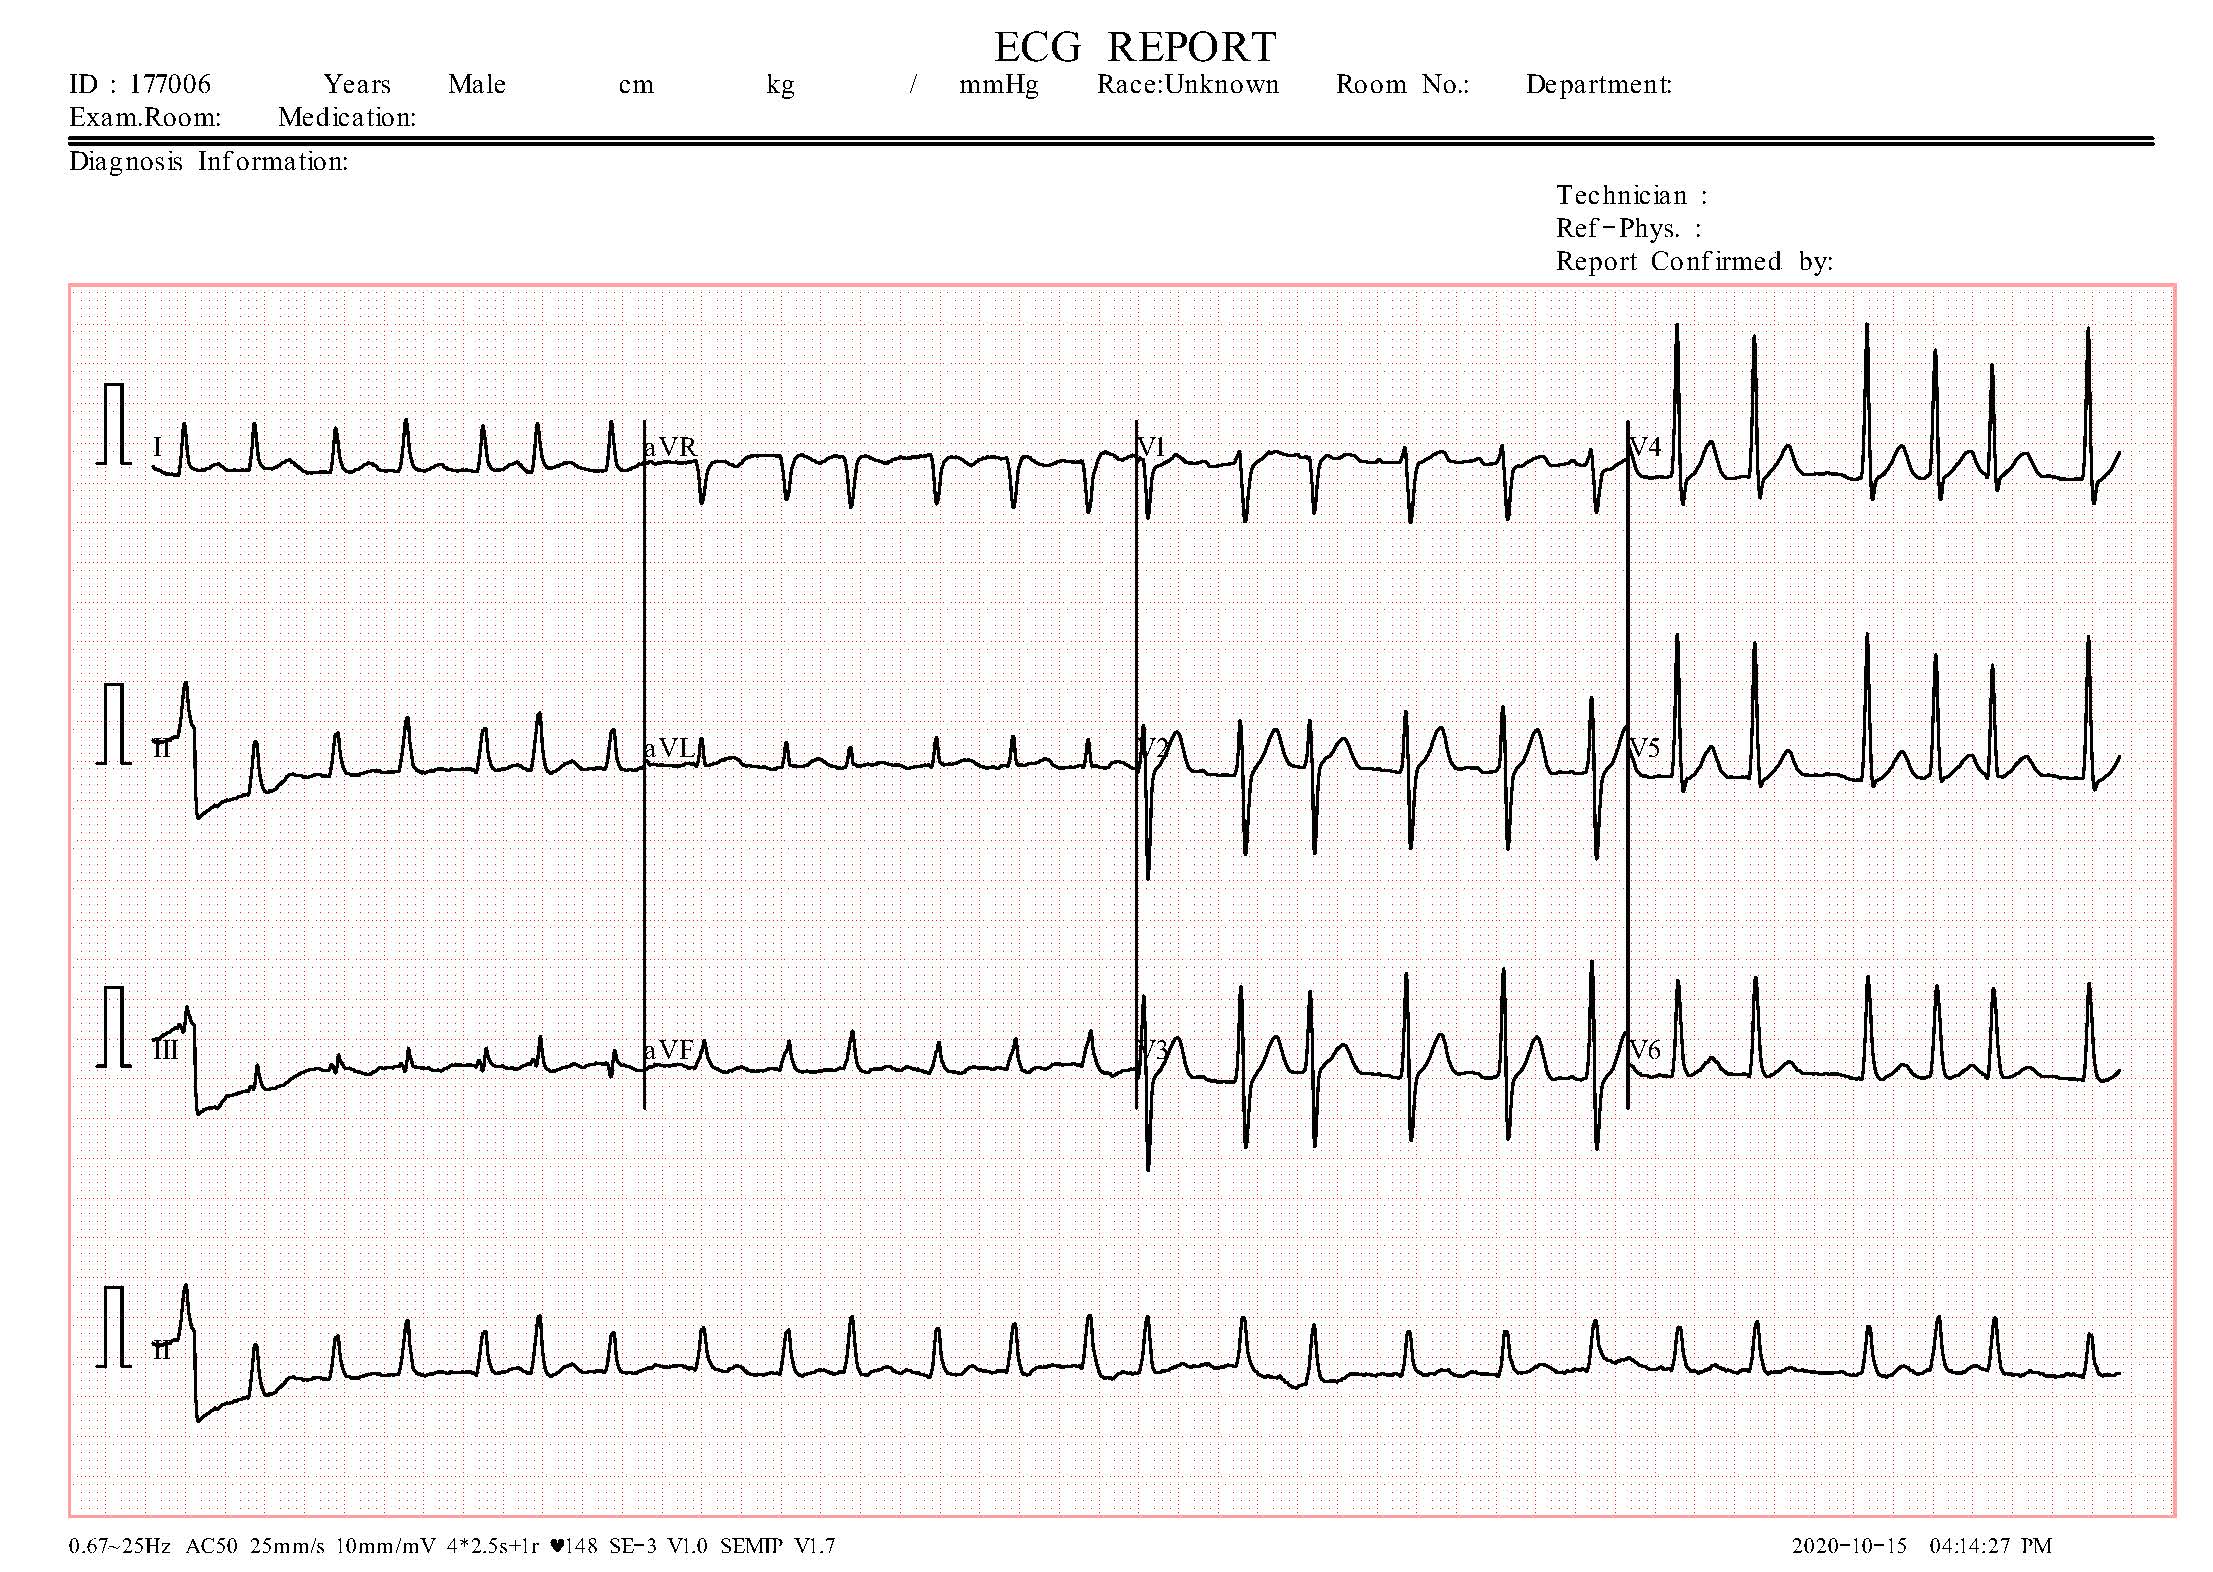 ECG REPORT
ID : 177006 Years Male cm kg / mmHg Race:Unknown Room No.: Department:
Exam.Room: Medication:
Diagnosis Information:
Technician :
Ref-Phys. :
Report Confirmed by:
I aVR V1 V4
II aVL V2 V5
III aVF V3 V6
II
0.67~25Hz AC50 25mm/s 10mm/mV 4*2.5s+1r ♥148 SE-3 V1.0 SEMIP V1.7 2020-10-15 04:14:27 PM